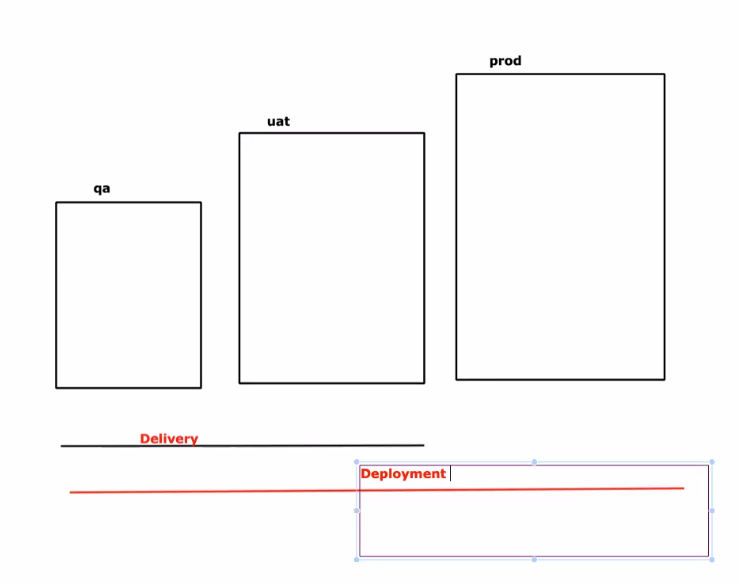 prod
uat
qa
Delivery
Deployment